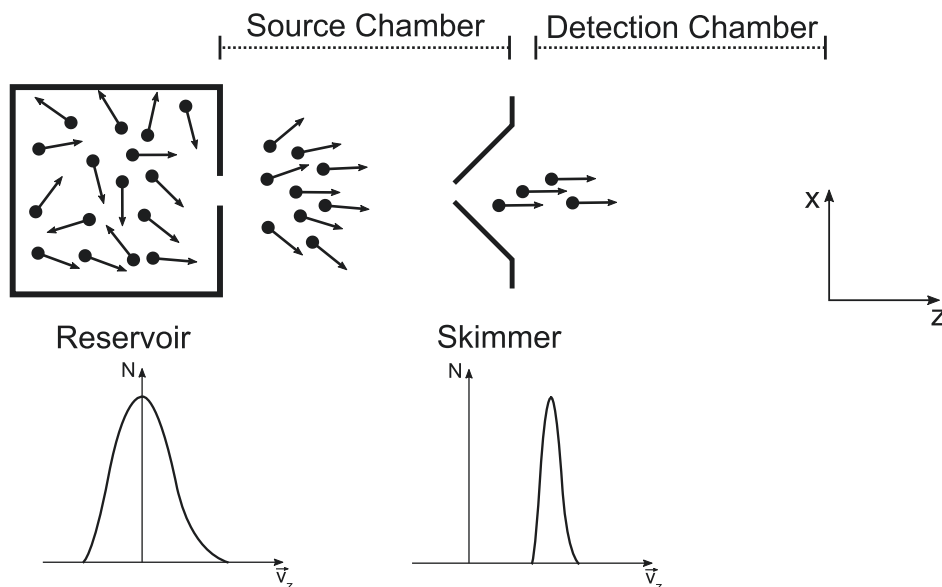 Source Chamber
Detection Chamber
X
Z
Reservoir
Skimmer
N
v⃗z
N
v⃗z